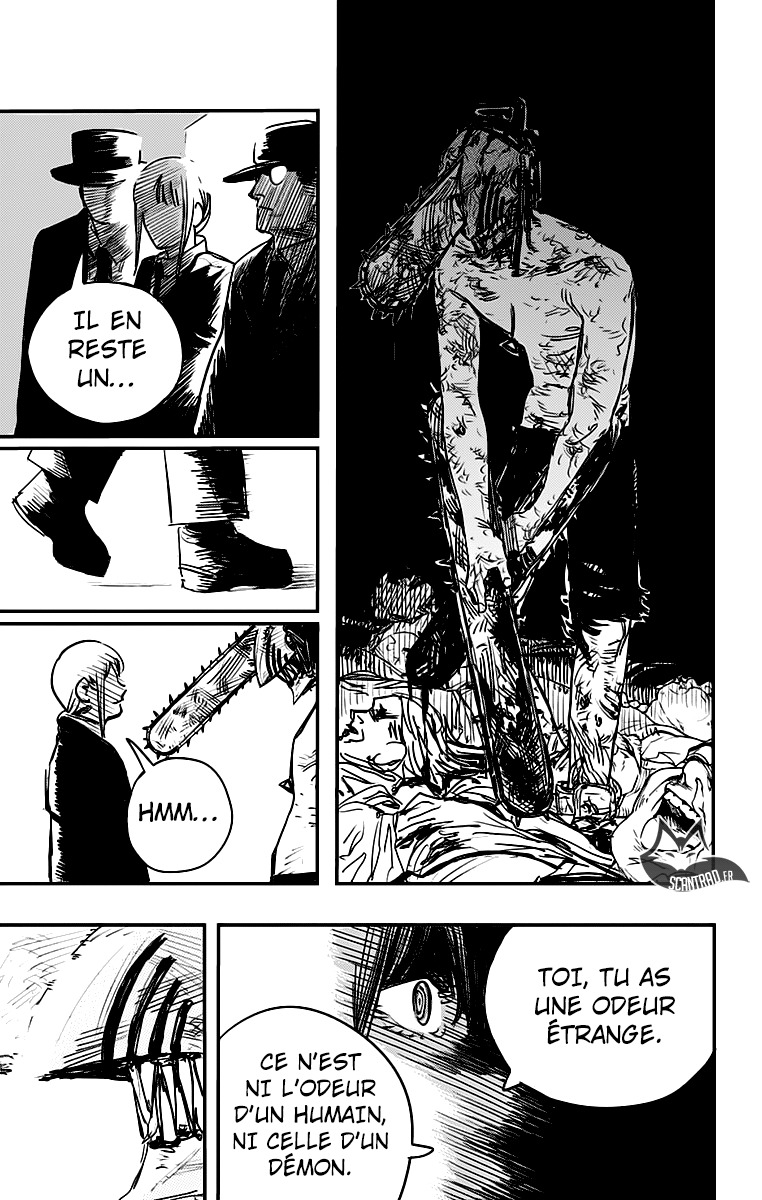 IL EN
RESTE
UN...
HMM...
TOI, TU AS
UNE ODEUR
ÉTRANGE.
CE N'EST
NI L'ODEUR
D'UN HUMAIN,
NI CELLE D'UN
DÉMON.
SCANTRAD.FR